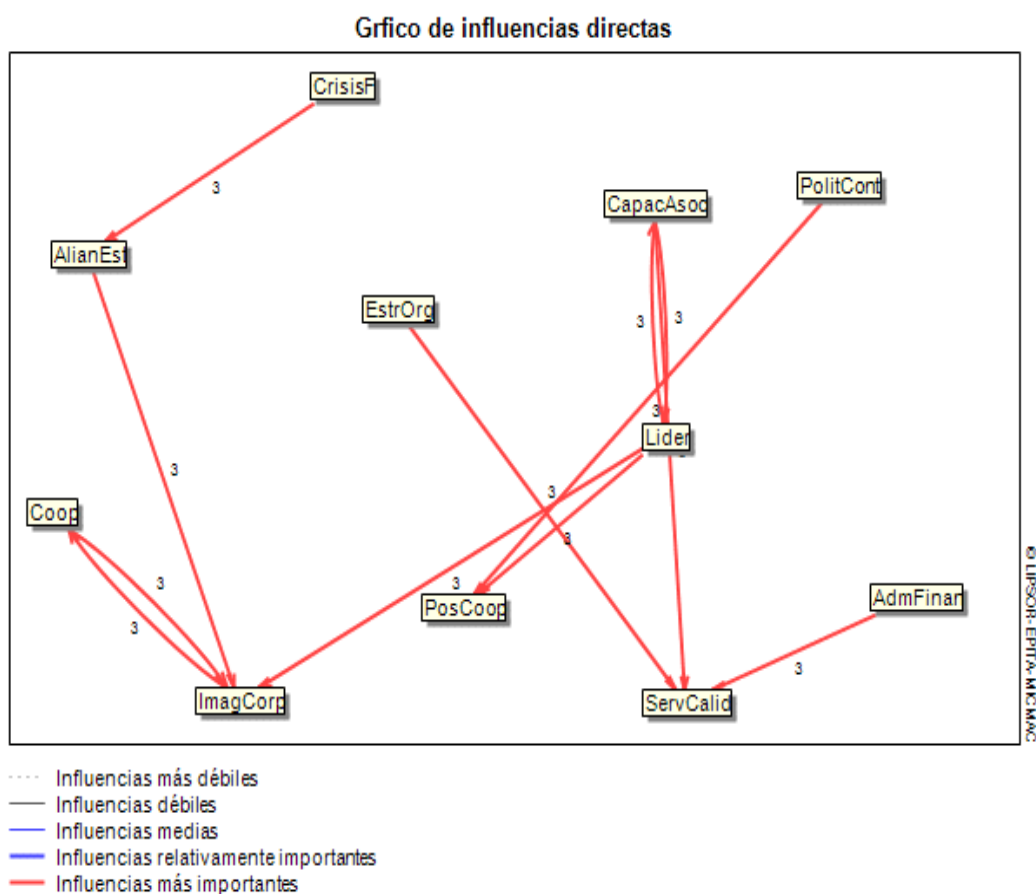 Grfico de influencias directas
CrisisF
3
PolitCont
CapacAsoc
AlianEst
EstrOrg
3
3
3
Lider
3
3
Coop
3
3
3
3
PosCoop
AdmFinan
3
ImagCorp
ServCalid
© LIPSOR-EPITA-MICMAC
Influencias más débiles
Influencias débiles
Influencias medias
Influencias relativamente importantes
Influencias más importantes